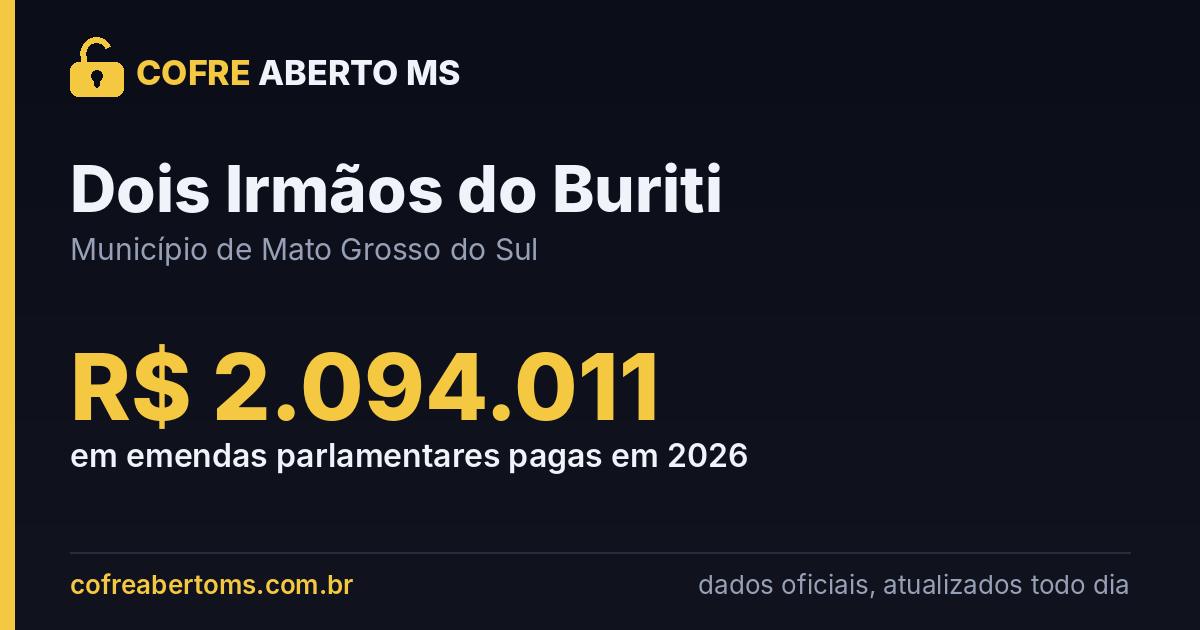 COFRE ABERTO MS
Dois Irmãos do Buriti
Município de Mato Grosso do Sul
R$ 2.094.011
em emendas parlamentares pagas em 2026
cofreabertoms.com.br
dados oficiais, atualizados todo dia